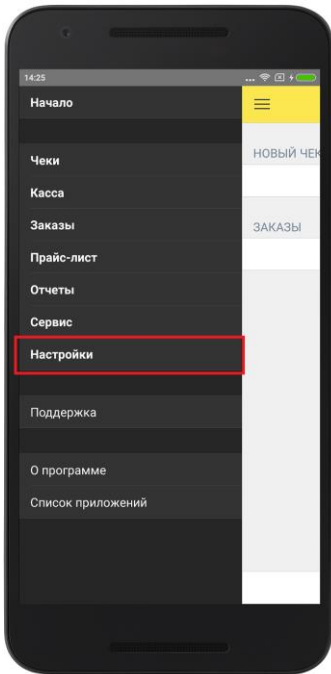 14:25
Начало
Чеки
НОВЫЙ ЧЕК
Касса
Заказы
ЗАКАЗЫ
Прайс-лист
Отчеты
Сервис
Настройки
Поддержка
О программе
Список приложений